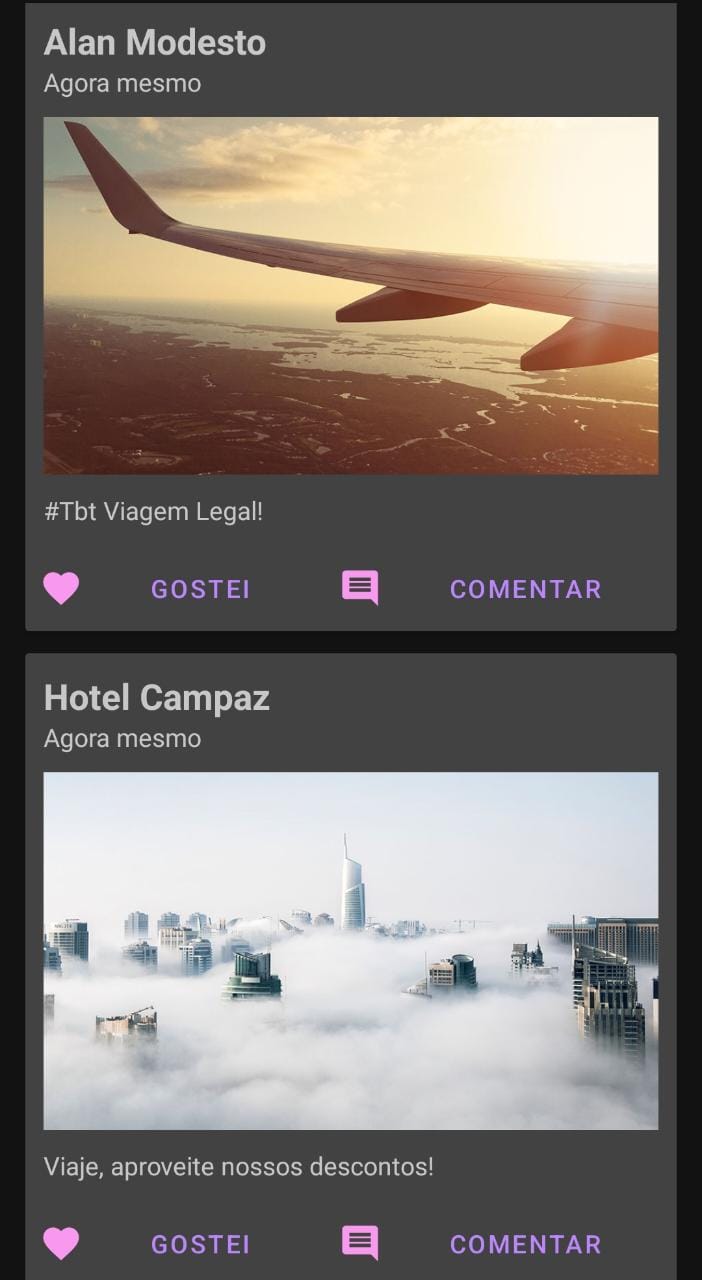 Alan Modesto
Agora mesmo
#Tbt Viagem Legal!
GOSTEI
COMENTAR
Hotel Campaz
Agora mesmo
Viaje, aproveite nossos descontos!
GOSTEI
COMENTAR